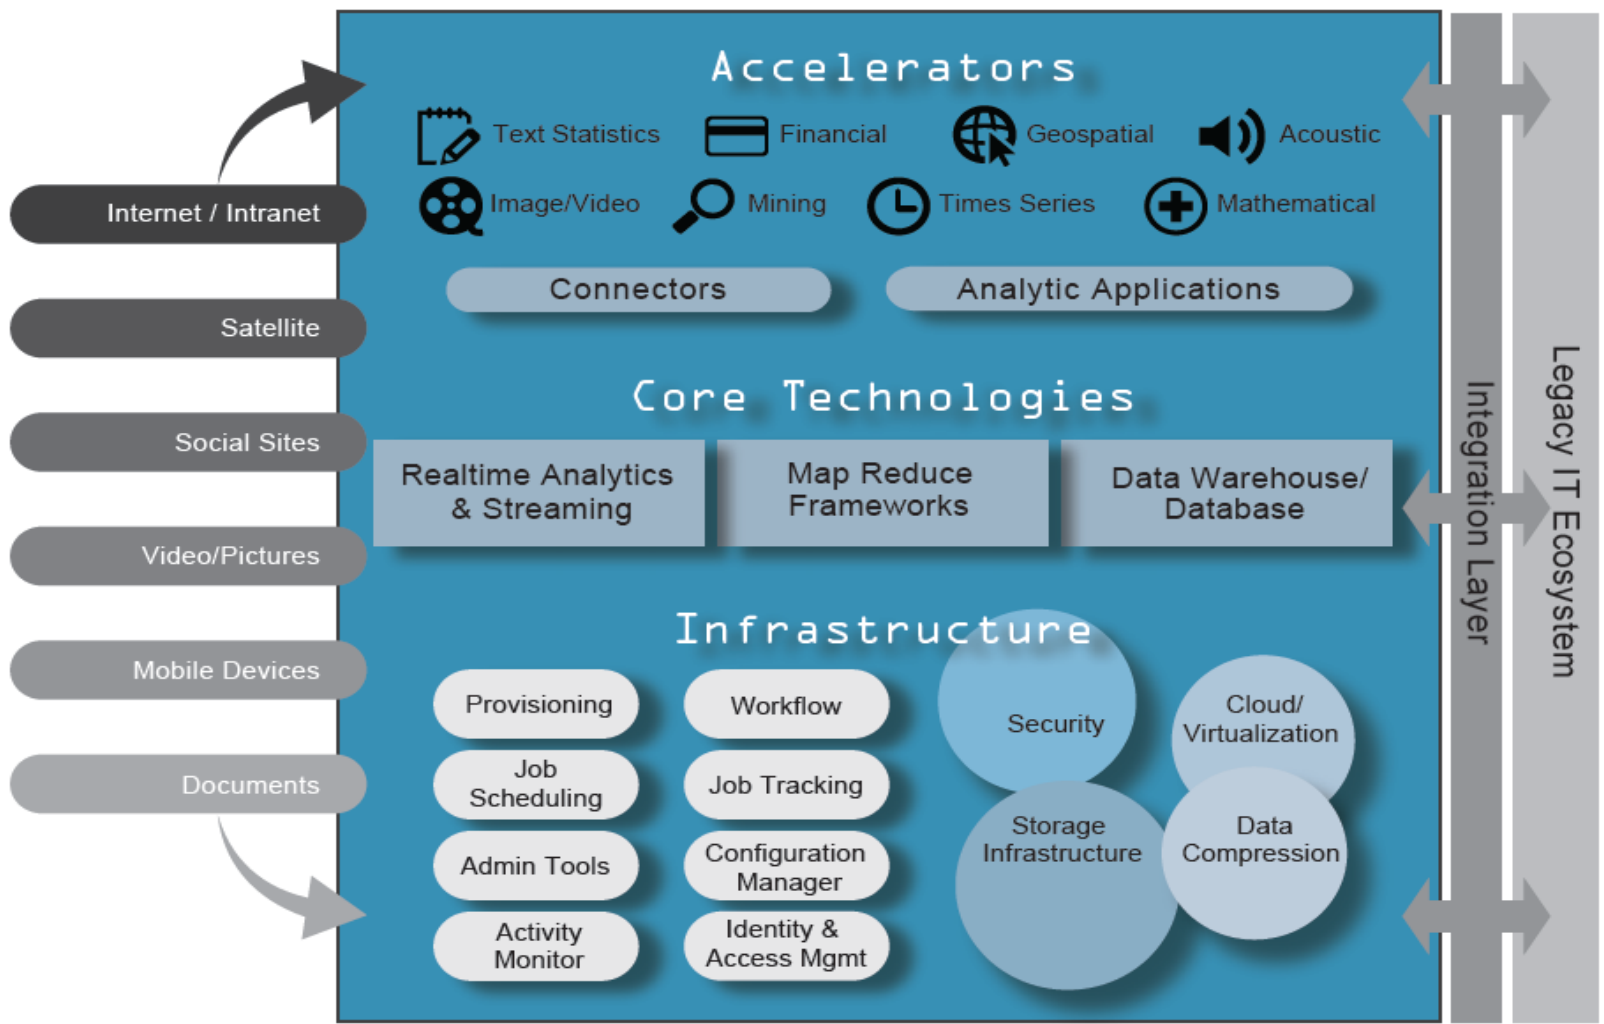 Accelerators
Text Statistics
Financial
Geospatial
Acoustic
Image/Video
Mining
Times Series
Mathematical
Connectors
Analytic Applications
Internet / Intranet
Satellite
Social Sites
Video/Pictures
Mobile Devices
Documents
Core Technologies
Realtime Analytics
& Streaming
Map Reduce
Frameworks
Data Warehouse/
Database
Infrastructure
Provisioning
Workflow
Job
Scheduling
Job Tracking
Admin Tools
Configuration
Manager
Activity
Monitor
Identity &
Access Mgmt
Security
Cloud/
Virtualization
Storage
Infrastructure
Data
Compression
Integration Layer
Legacy IT Ecosystem